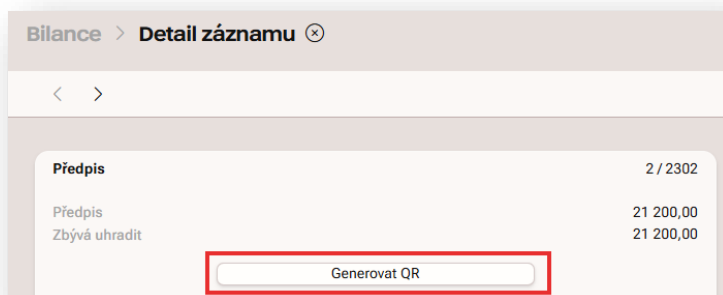 Bilance > Detail záznamu
< >
Předpis 2 / 2302
Předpis 21 200,00
Zbývá uhradit 21 200,00
Generovat QR